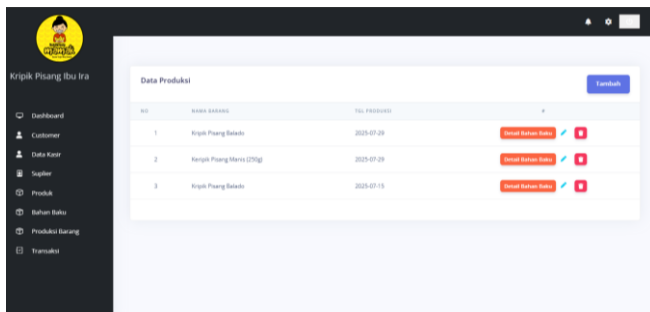 Kripik Pisang Ibu Ira
Dashboard
Customer
Data Kasir
Suplier
Produk
Bahan Baku
Produksi Barang
Transaksi
Data Produksi
Tambah
NO NAMA BARANG TGL PRODUKSI #
1 Kripik Pisang Balado 2025-07-29 Detail Bahan Baku
2 Keripik Pisang Manis (250g) 2025-07-29 Detail Bahan Baku
3 Kripik Pisang Balado 2025-07-15 Detail Bahan Baku